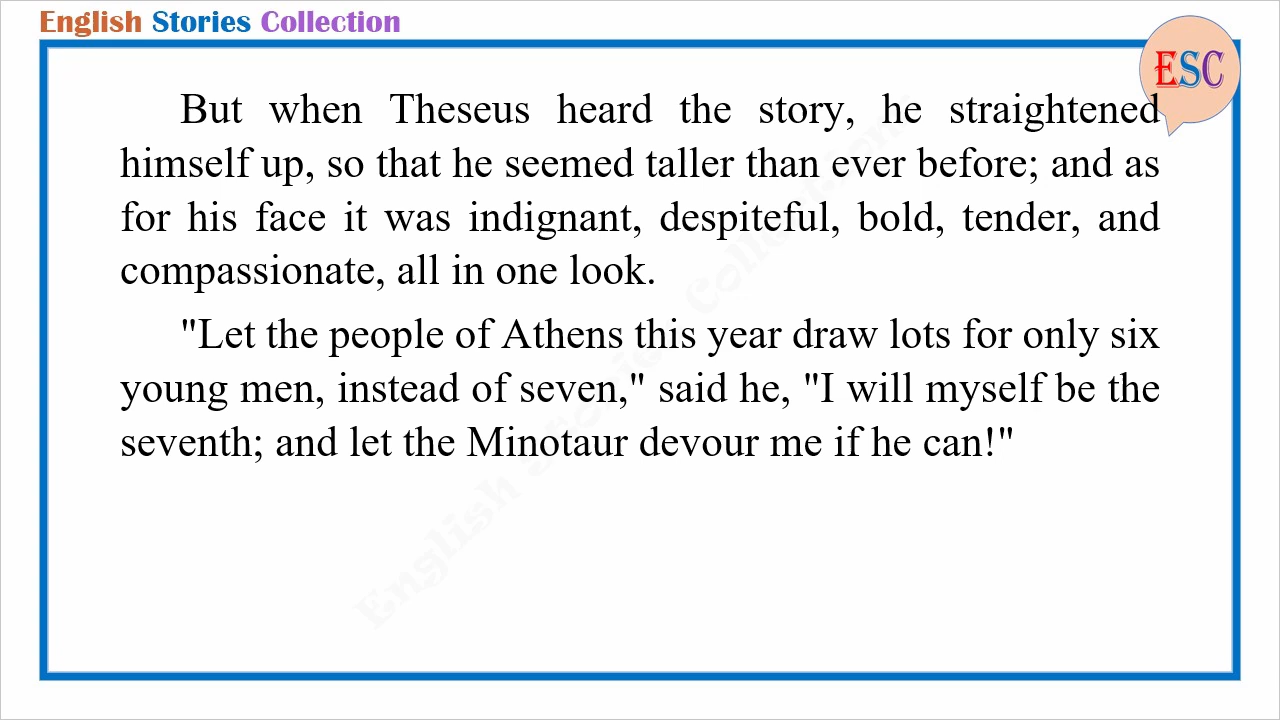 English Stories Collection
ESC
But when Theseus heard the story, he straightened
himself up, so that he seemed taller than ever before; and as
for his face it was indignant, despiteful, bold, tender, and
compassionate, all in one look.
"Let the people of Athens this year draw lots for only six
young men, instead of seven," said he, "I will myself be the
seventh; and let the Minotaur devour me if he can!"
English Stories Collection